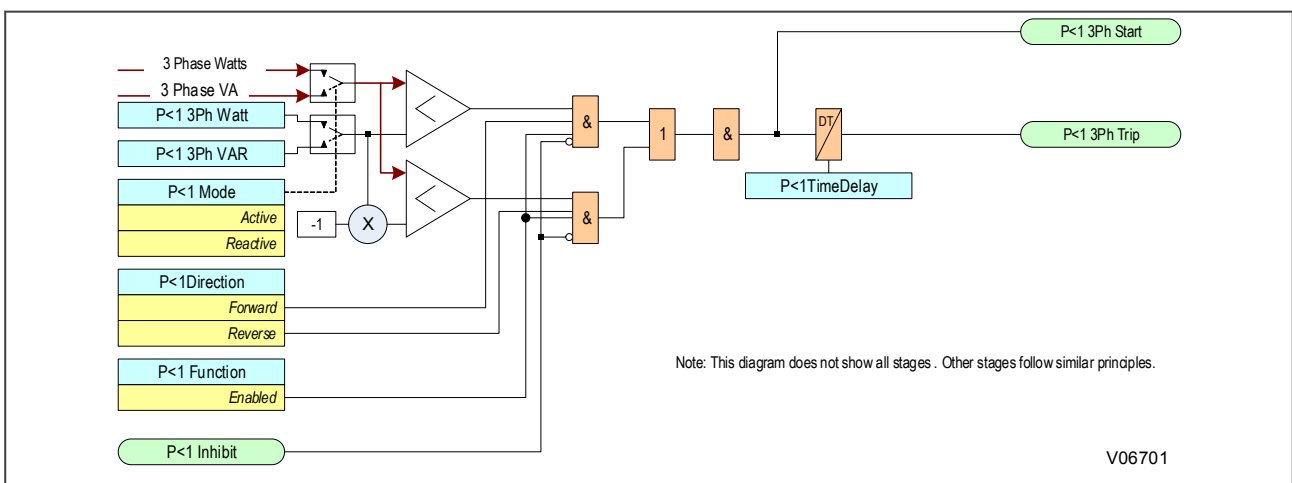 P<1 3Ph Start
3 Phase Watts
3 Phase VA
P<1 3Ph Watt
P<1 3Ph VAR
P<1 Mode
Active
Reactive
-1
X
&
1
&
DT
P<1 3Ph Trip
P<1TimeDelay
&
P<1Direction
Forward
Reverse
P<1 Function
Enabled
Note: This diagram does not show all stages . Other stages follow similar principles.
P<1 Inhibit
V06701